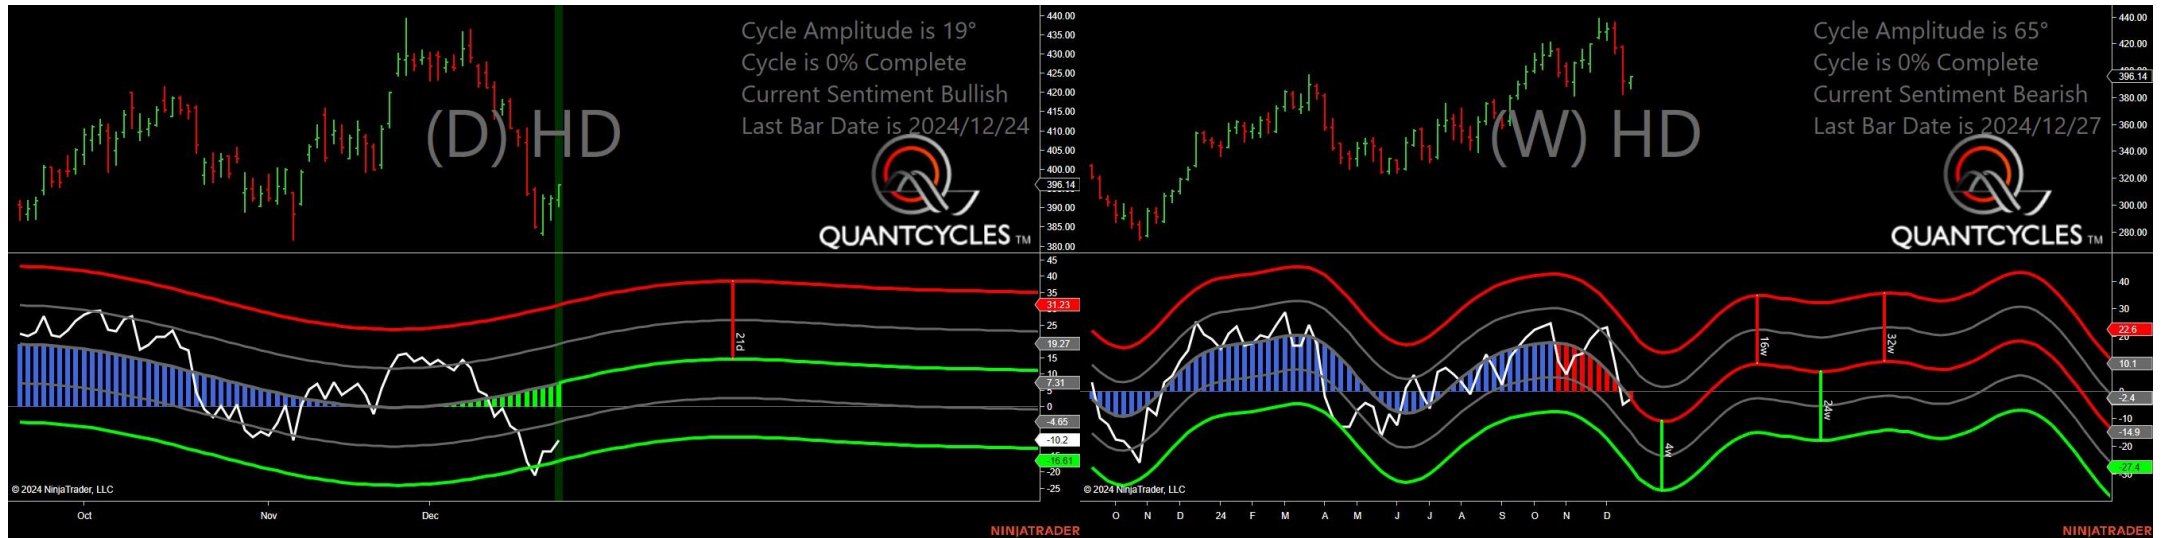 Cycle Amplitude is 19°
Cycle is 0% Complete
Current Sentiment Bullish
Last Bar Date is 2024/12/24
(D) HD
QUANTCYCLES TM
440.00
435.00
430.00
425.00
420.00
415.00
410.00
405.00
400.00
396.14
390.00
385.00
380.00
45
40
35
31.23
25
19.27
15
10
7.31
0
-4.65
-10.2
-16.61
-20
-25
21d
© 2024 NinjaTrader, LLC
Oct Nov Dec
NINJATRADER
Cycle Amplitude is 65°
Cycle is 0% Complete
Current Sentiment Bearish
Last Bar Date is 2024/12/27
(W) HD
QUANTCYCLES TM
440.00
420.00
396.14
380.00
360.00
340.00
320.00
300.00
280.00
40
30
22.6
20
10.1
-2.4
-10
-14.9
-20
-27.4
16w
32w
24w
4w
© 2024 NinjaTrader, LLC
O N D 24 F M A M J J A S O N D
NINJATRADER